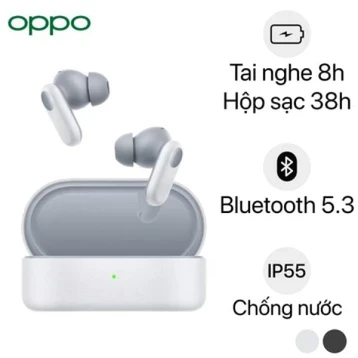 oppo
Tai nghe 8h
Hộp sạc 38h
Bluetooth 5.3
IP55
Chống nước